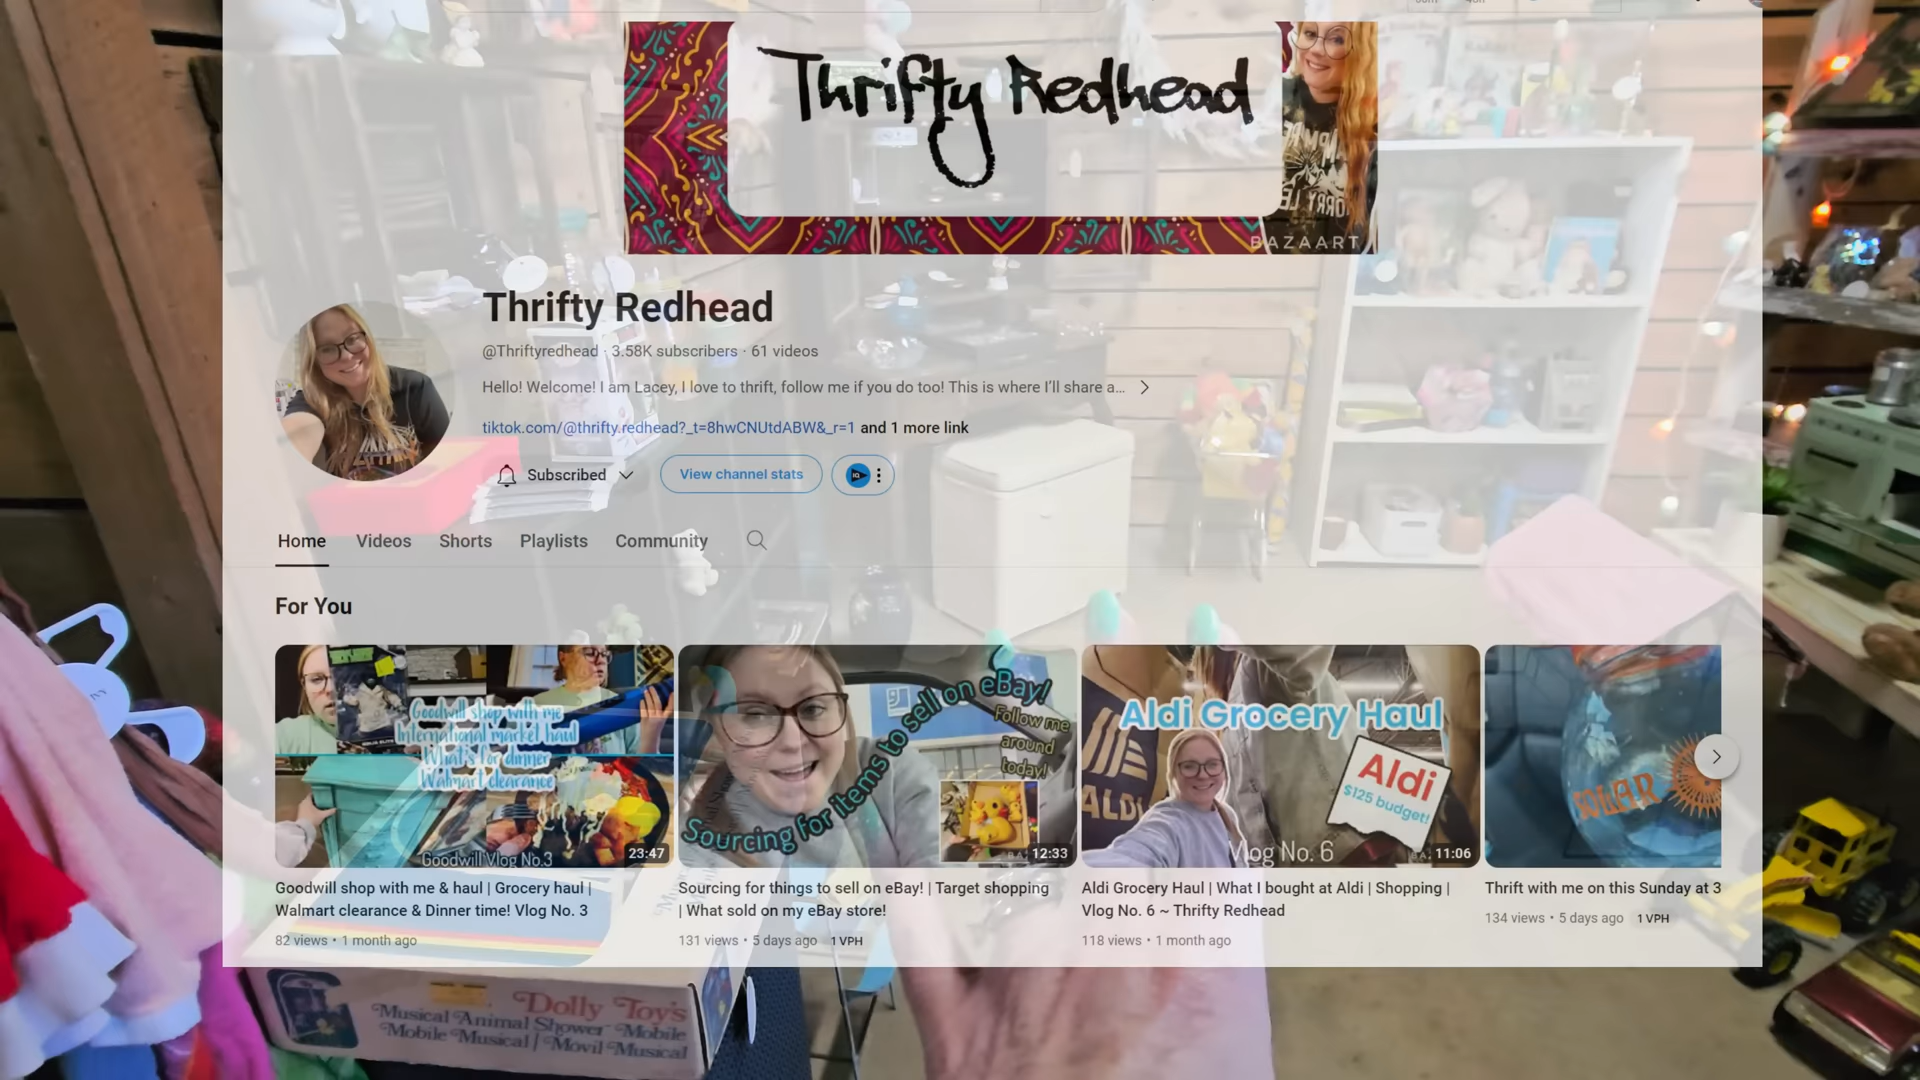 Thrifty Redhead
BAZAART
Thrifty Redhead
@Thriftyredhead · 3.58K subscribers · 61 videos
Hello! Welcome! I am Lacey, I love to thrift, follow me if you do too! This is where I'll share a...
tiktok.com/@thrifty.redhead?_t=8hwCNUtdABW&_r=1 and 1 more link
Subscribed
View channel stats
Home Videos Shorts Playlists Community
For You
Goodwill shop with me
International market haul
What's for dinner
Walmart clearance
Goodwill Vlog No.3
23:47
Sourcing for items to sell on eBay!
Follow me
around
today!
12:33
Aldi Grocery Haul
ALDI
Aldi
$125 budget!
Vlog No. 6
11:06
SOLAR
Goodwill shop with me & haul | Grocery haul |
Walmart clearance & Dinner time! Vlog No. 3
82 views • 1 month ago
Sourcing for things to sell on eBay! | Target shopping
| What sold on my eBay store!
131 views • 5 days ago 1 VPH
Aldi Grocery Haul | What I bought at Aldi | Shopping |
Vlog No. 6 ~ Thrifty Redhead
118 views • 1 month ago
Thrift with me on this Sunday at 3
134 views • 5 days ago 1 VPH
Dolly Toy's
Musical Animal Shower Mobile
Mobile Musical / Movil Musical